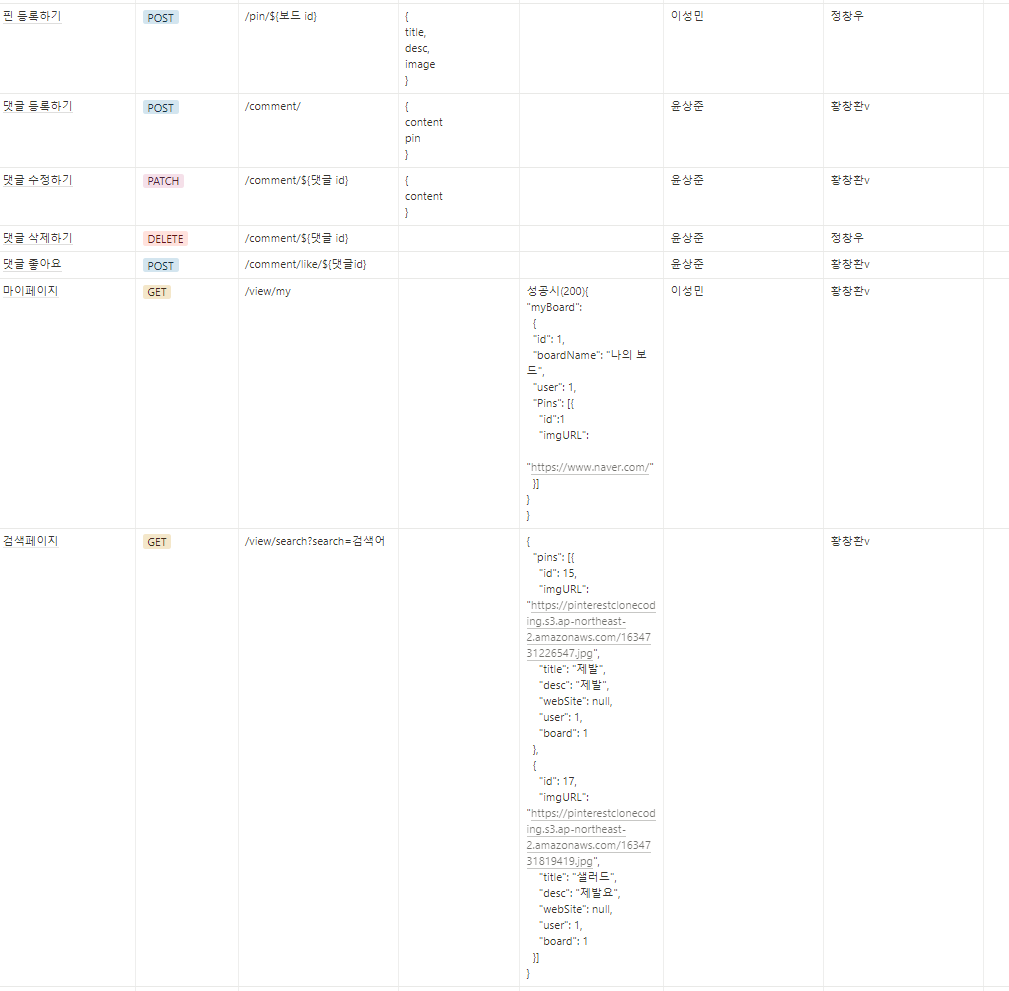 핀 등록하기 POST /pin/${보드 id} { 이성민 정창우
title,
desc,
image
}
댓글 등록하기 POST /comment/ { 윤상준 황창환v
content
pin
}
댓글 수정하기 PATCH /comment/${댓글 id} { 윤상준 황창환v
content
}
댓글 삭제하기 DELETE /comment/${댓글 id} 윤상준 정창우
댓글 좋아요 POST /comment/like/${댓글id} 윤상준 황창환v
마이페이지 GET /view/my 성공시(200){ 이성민 황창환v
"myBoard":
{
"id": 1,
"boardName": "나의 보
드",
"user": 1,
"Pins": [{
"id":1
"imgURL":
"https://www.naver.com/"
}]
}
}
검색페이지 GET /view/search?search=검색어 { 황창환v
"pins": [{
"id": 15,
"imgURL":
"https://pinterestclonecod
ing.s3.ap-northeast-
2.amazonaws.com/16347
31226547.jpg",
"title": "제발",
"desc": "제발",
"webSite": null,
"user": 1,
"board": 1
},
{
"id": 17,
"imgURL":
"https://pinterestclonecod
ing.s3.ap-northeast-
2.amazonaws.com/16347
31819419.jpg",
"title": "샐러드",
"desc": "제발요",
"webSite": null,
"user": 1,
"board": 1
}]
}